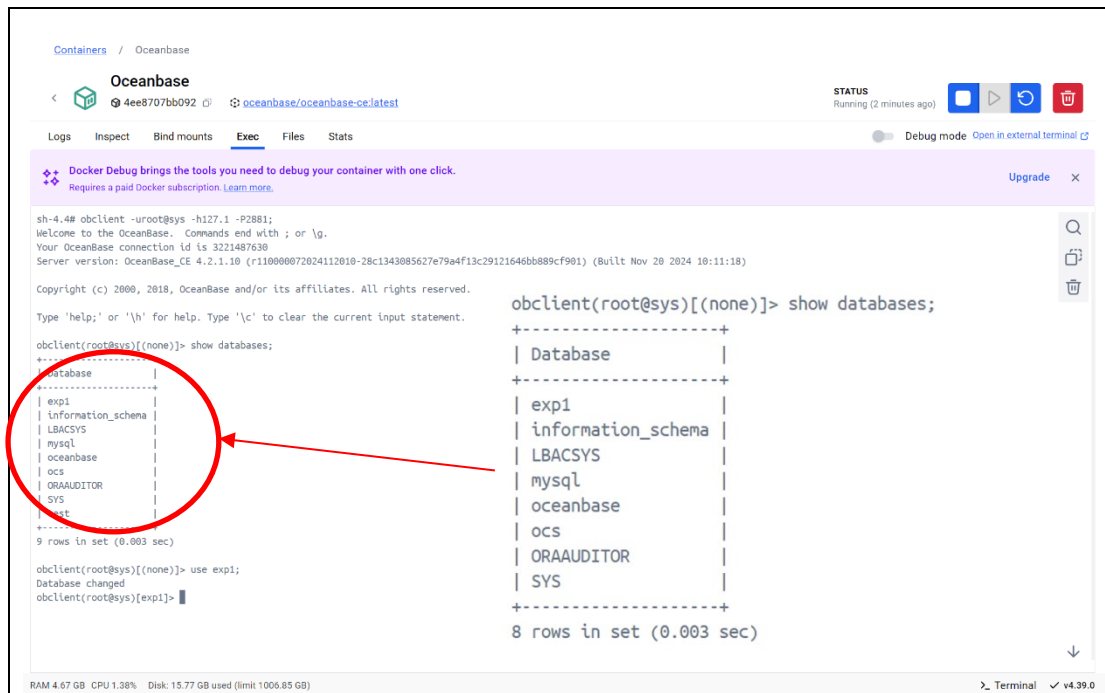 Containers / Oceanbase
Oceanbase
4ee8707bb092 oceanbase/oceanbase-ce:latest
STATUS
Running (2 minutes ago)
Logs Inspect Bind mounts Exec Files Stats
Debug mode Open in external terminal
Docker Debug brings the tools you need to debug your container with one click.
Requires a paid Docker subscription. Learn more.
Upgrade
sh-4.4# obclient -uroot@sys -h127.1 -P2881;
Welcome to the OceanBase. Commands end with ; or \g.
Your OceanBase connection id is 3221487630
Server version: OceanBase_CE 4.2.1.10 (r110000072024112010-28c1343085627e79a4f13c29121646bb889cf901) (Built Nov 20 2024 10:11:18)
Copyright (c) 2000, 2018, OceanBase and/or its affiliates. All rights reserved.
Type 'help;' or '\h' for help. Type '\c' to clear the current input statement.
obclient(root@sys)[(none)]> show databases;
+--------------------+
| Database |
+--------------------+
| exp1 |
| information_schema |
| LBACSYS |
| mysql |
| oceanbase |
| ocs |
| ORAAUDITOR |
| SYS |
| test |
+--------------------+
9 rows in set (0.003 sec)
obclient(root@sys)[(none)]> use exp1;
Database changed
obclient(root@sys)[exp1]>
obclient(root@sys)[(none)]> show databases;
+--------------------+
| Database |
+--------------------+
| exp1 |
| information_schema |
| LBACSYS |
| mysql |
| oceanbase |
| ocs |
| ORAAUDITOR |
| SYS |
+--------------------+
8 rows in set (0.003 sec)
RAM 4.67 GB CPU 1.38% Disk: 15.77 GB used (limit 1006.85 GB)
>_ Terminal v4.39.0